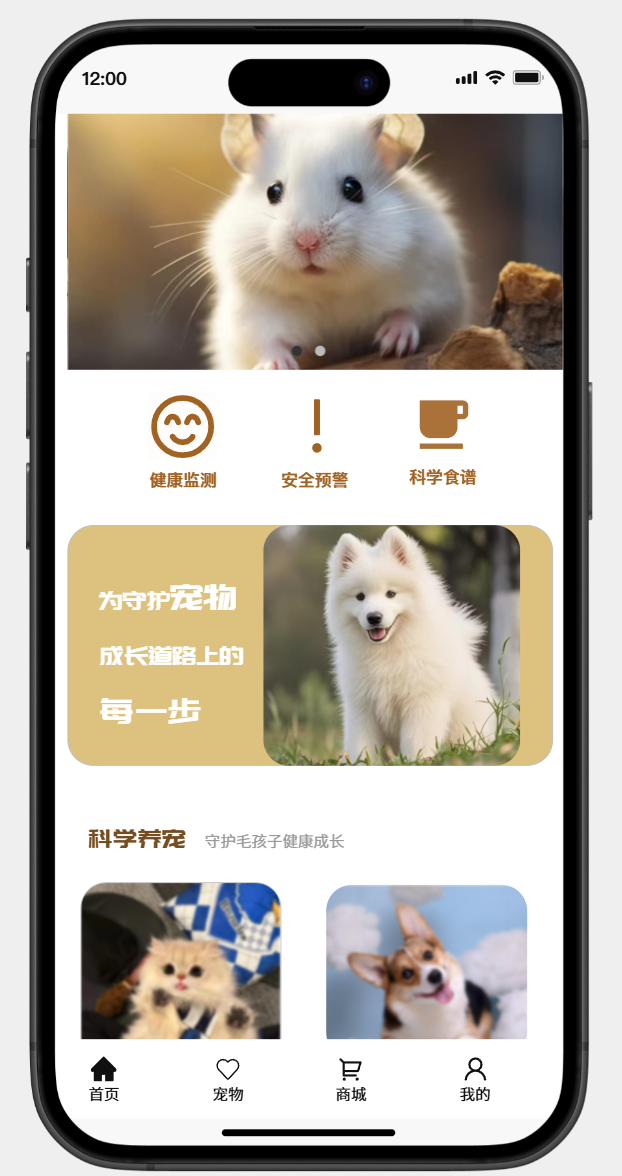 12:00
健康监测 安全预警 科学食谱
为守护宠物
成长道路上的
每一步
科学养宠 守护毛孩子健康成长
首页 宠物 商城 我的